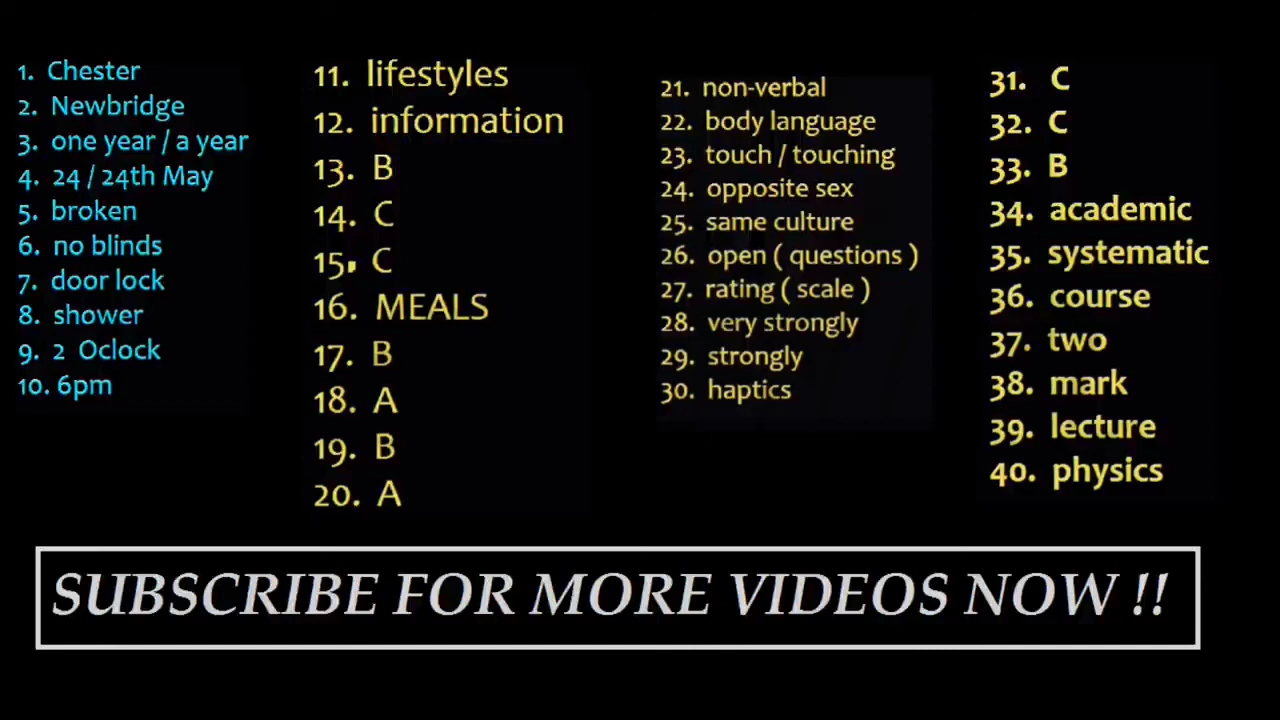 1. Chester
2. Newbridge
3. one year / a year
4. 24 / 24th May
5. broken
6. no blinds
7. door lock
8. shower
9. 2 Oclock
10. 6pm
11. lifestyles
12. information
13. B
14. C
15. C
16. MEALS
17. B
18. A
19. B
20. A
21. non-verbal
22. body language
23. touch / touching
24. opposite sex
25. same culture
26. open ( questions )
27. rating ( scale )
28. very strongly
29. strongly
30. haptics
31. C
32. C
33. B
34. academic
35. systematic
36. course
37. two
38. mark
39. lecture
40. physics
SUBSCRIBE FOR MORE VIDEOS NOW !!